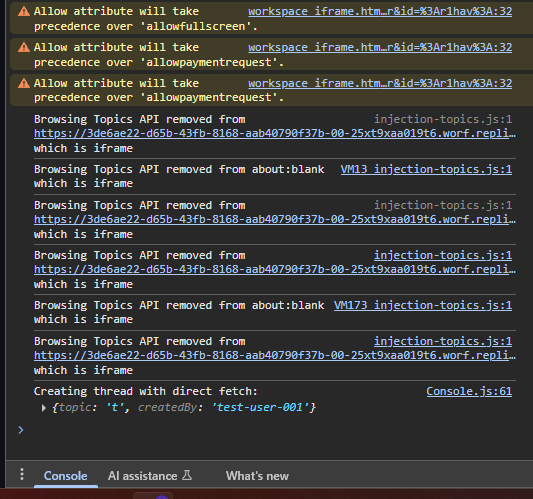 Allow attribute will take workspace_iframe.htm…r&id=%3Ar1hav%3A:32
precedence over 'allowfullscreen'.
Allow attribute will take workspace_iframe.htm…r&id=%3Ar1hav%3A:32
precedence over 'allowpaymentrequest'.
Allow attribute will take workspace_iframe.htm…r&id=%3Ar1hav%3A:32
precedence over 'allowpaymentrequest'.
Browsing Topics API removed from injection-topics.js:1
https://3de6ae22-d65b-43fb-8168-aab40790f37b-00-25xt9xaa019t6.worf.repli…
which is iframe
Browsing Topics API removed from about:blank VM13 injection-topics.js:1
which is iframe
Browsing Topics API removed from injection-topics.js:1
https://3de6ae22-d65b-43fb-8168-aab40790f37b-00-25xt9xaa019t6.worf.repli…
which is iframe
Browsing Topics API removed from injection-topics.js:1
https://3de6ae22-d65b-43fb-8168-aab40790f37b-00-25xt9xaa019t6.worf.repli…
which is iframe
Browsing Topics API removed from about:blank VM173 injection-topics.js:1
which is iframe
Browsing Topics API removed from injection-topics.js:1
https://3de6ae22-d65b-43fb-8168-aab40790f37b-00-25xt9xaa019t6.worf.repli…
which is iframe
Creating thread with direct fetch: Console.js:61
{topic: 't', createdBy: 'test-user-001'}
Console AI assistance What's new